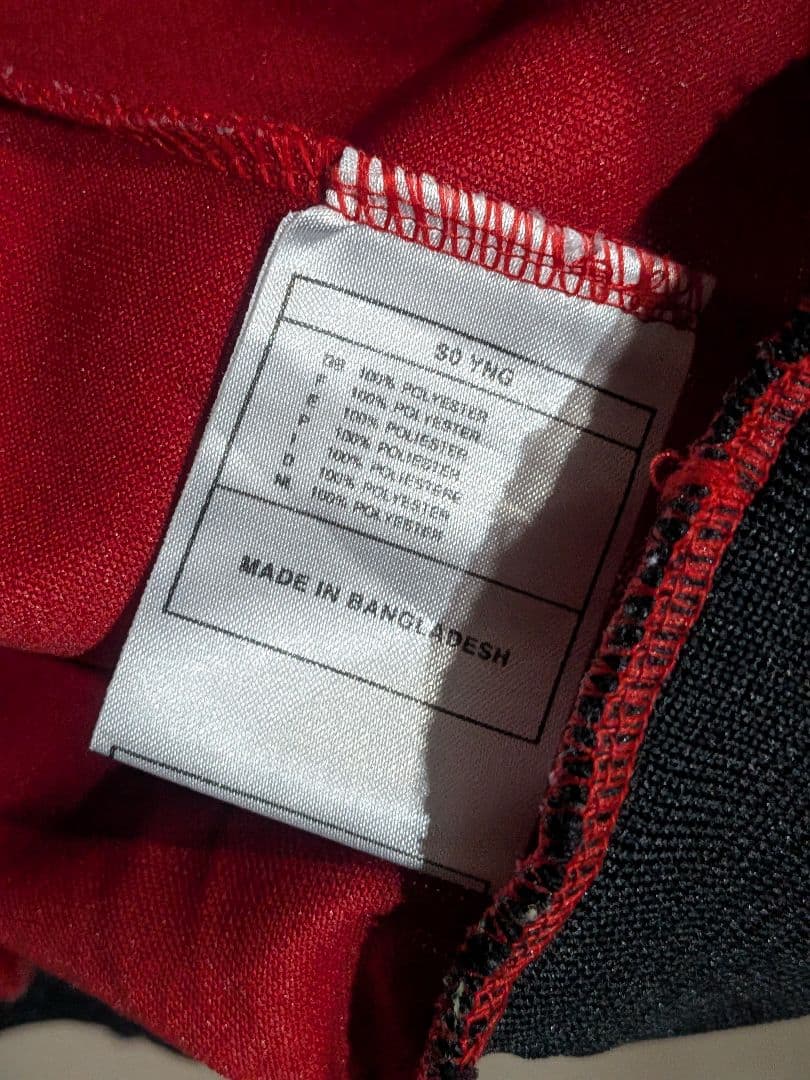 SO YNG
GB 100% POLYESTER
F 100% POLYESTER
E 100% POLIESTER
P 100% POLIESTER
I 100% POLIESTERE
D 100% POLYESTER
NL 100% POLYESTER
MADE IN BANGLADESH